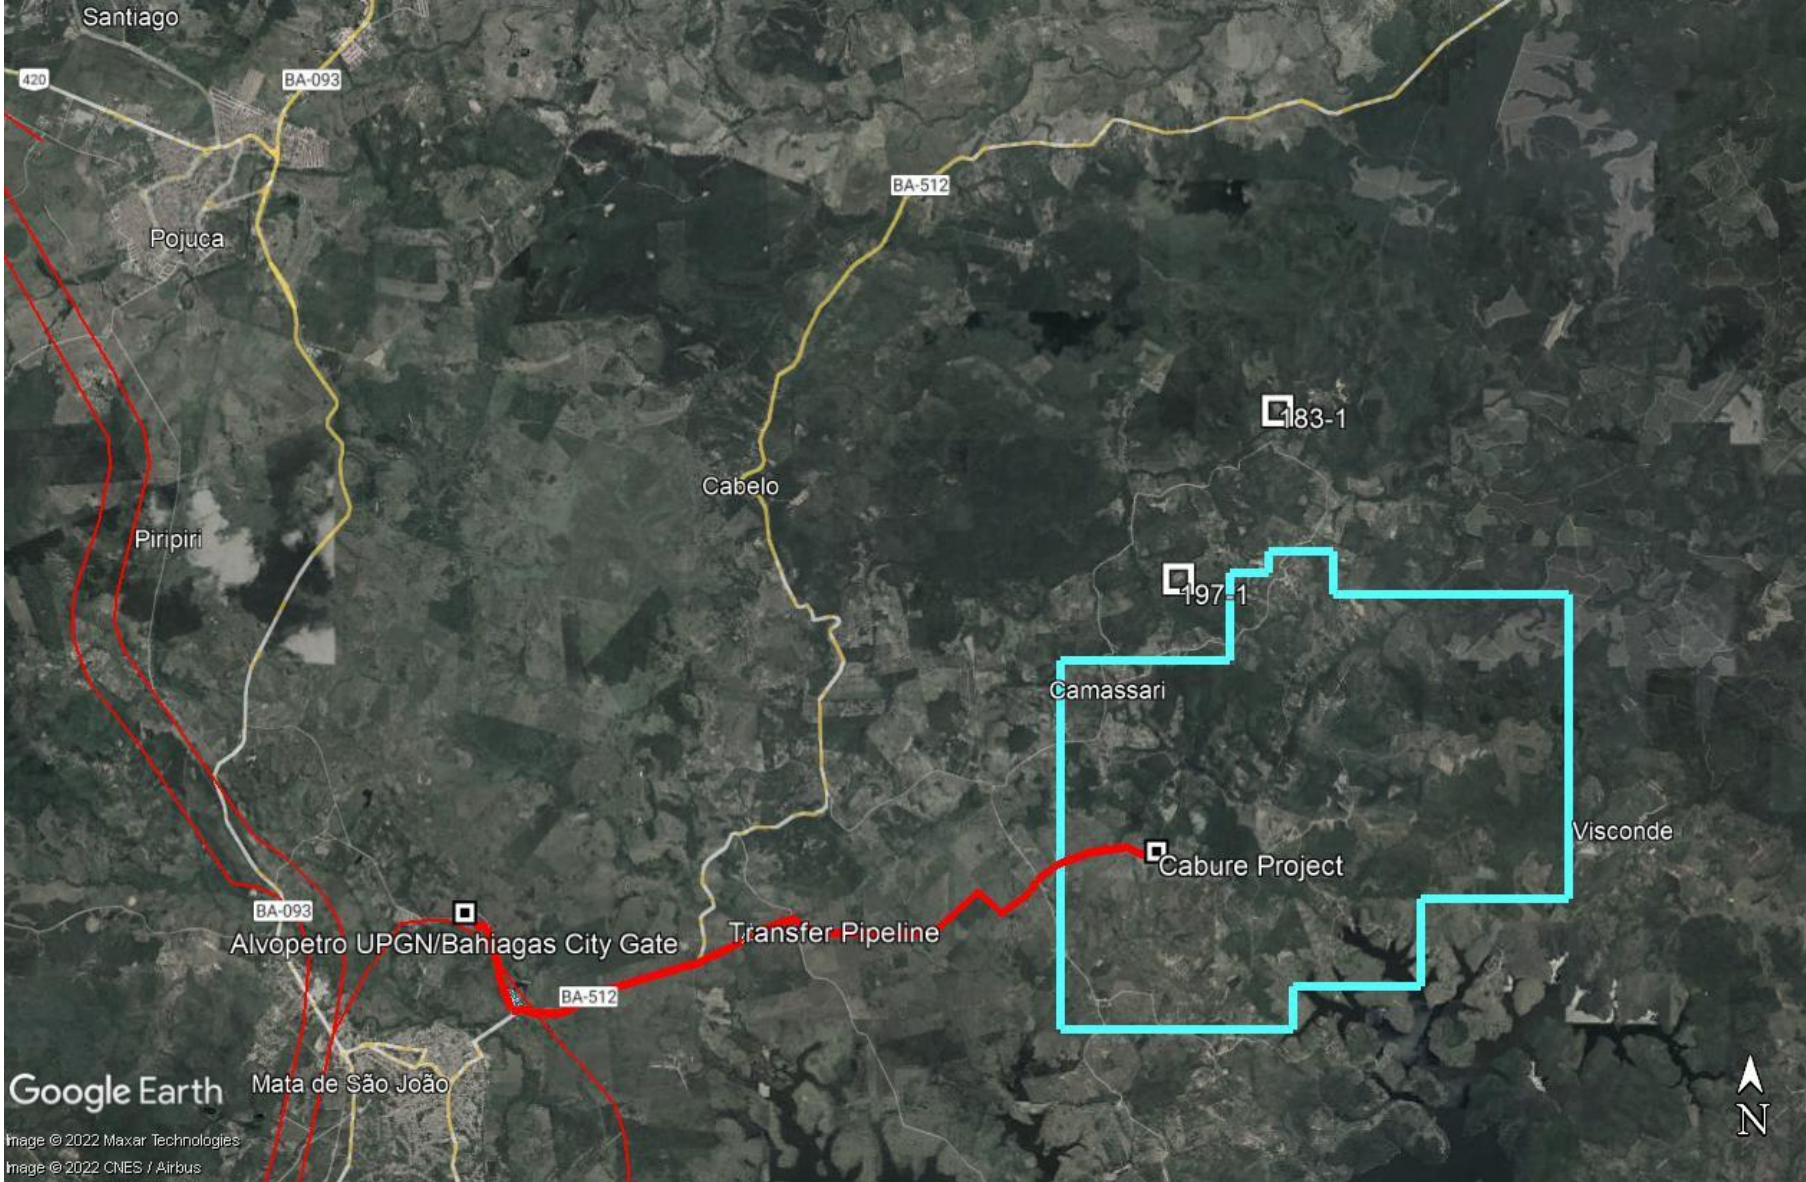 Santiago
420
BA-093
BA-512
Pojuca
183-1
Cabelo
Piripiri
197-1
Camassari
Visconde
Cabure Project
BA-093
Transfer Pipeline
Alvopetro UPGN/Bahiagas City Gate
BA-512
Mata de São João
Google Earth
Image © 2022 Maxar Technologies
Image © 2022 CNES / Airbus
N